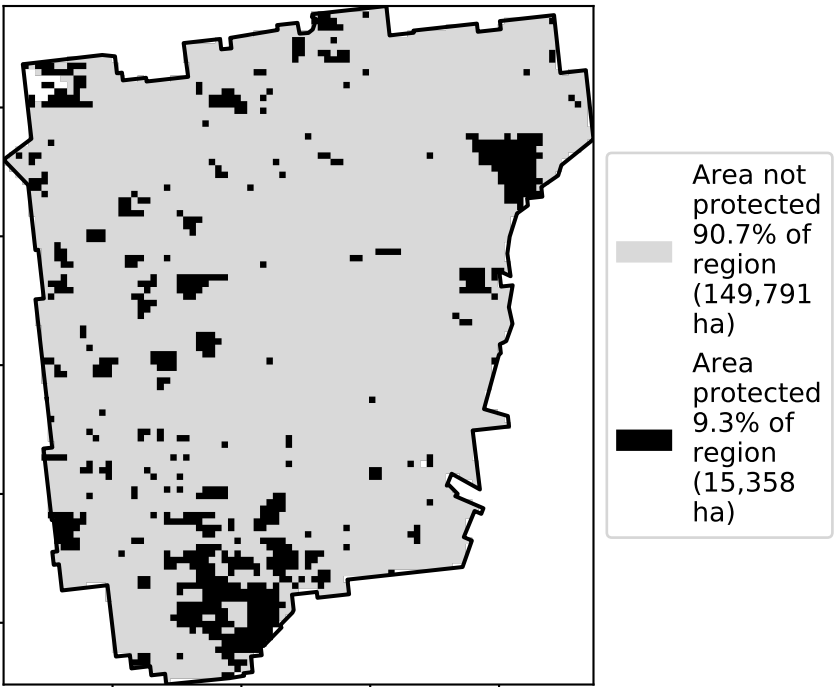 Area not
protected
90.7% of
region
(149,791
ha)
Area
protected
9.3% of
region
(15,358
ha)